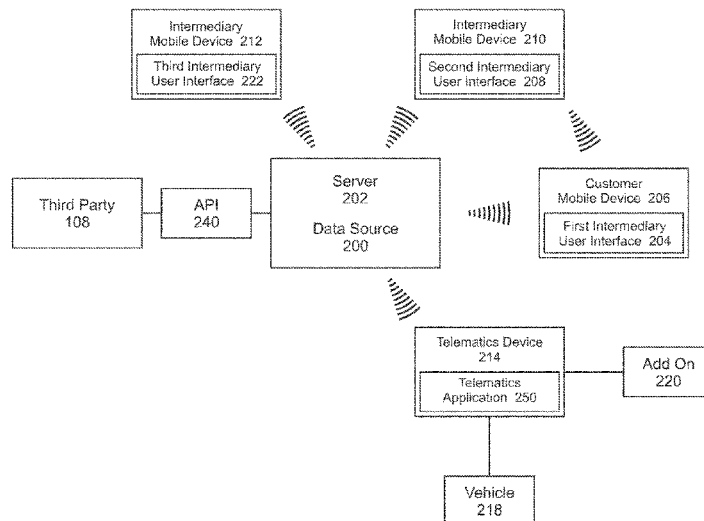 Intermediary
Mobile Device 212
Third Intermediary
User Interface 222
Intermediary
Mobile Device 210
Second Intermediary
User Interface 208
Third Party
108
API
240
Server
202
Data Source
200
Customer
Mobile Device 206
First Intermediary
User Interface 204
Telematics Device
214
Telematics
Application 250
Add On
220
Vehicle
218